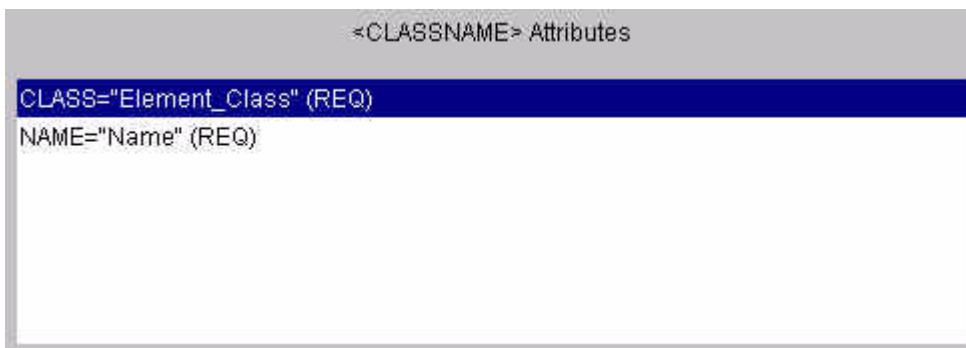 <CLASSNAME> Attributes
CLASS="Element_Class" (REQ)
NAME="Name" (REQ)